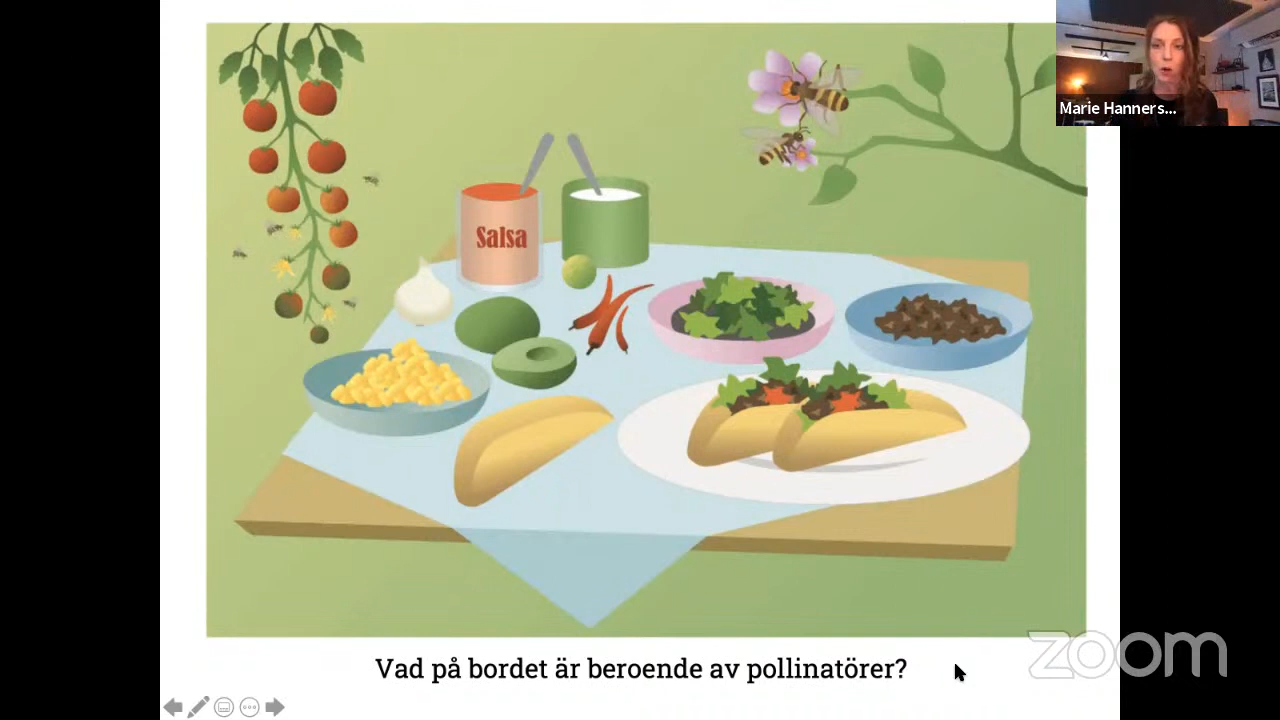 Marie Hanners...
Salsa
Vad på bordet är beroende av pollinatörer?
zoom